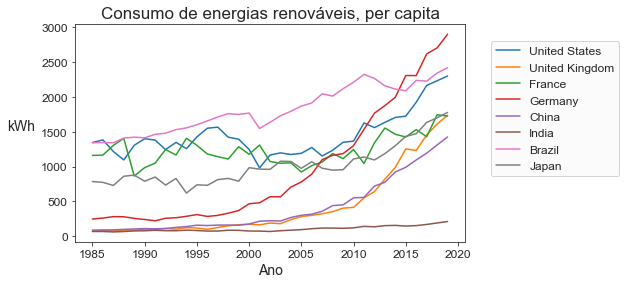 Consumo de energias renováveis, per capita
3000
2500
2000
1500
1000
500
0
kWh
1985
1990
1995
2000
2005
2010
2015
2020
Ano
United States
United Kingdom
France
Germany
China
India
Brazil
Japan